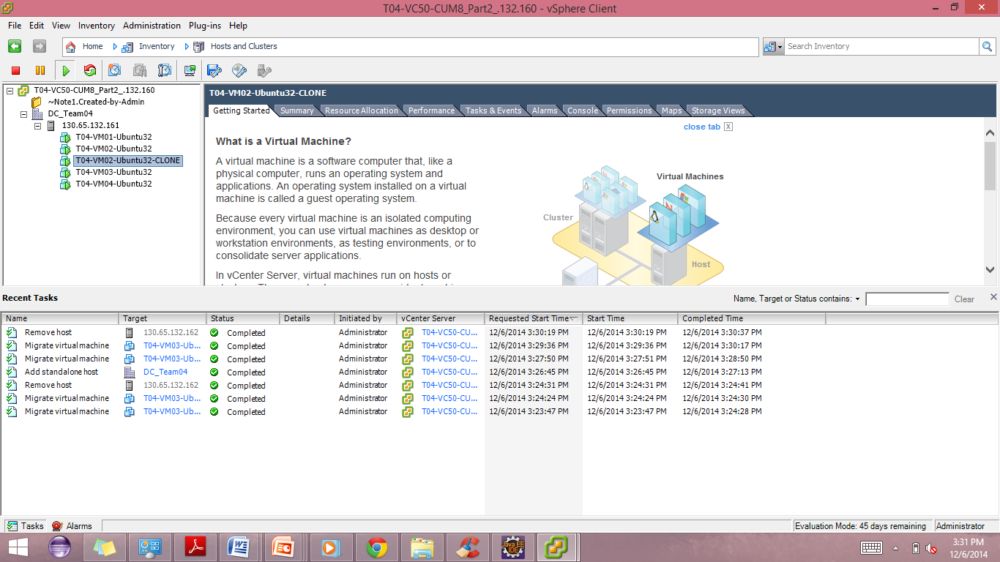 T04-VC50-CUM8_Part2_.132.160 - vSphere Client
File Edit View Inventory Administration Plug-ins Help
Home Inventory Hosts and Clusters
Search Inventory
T04-VC50-CUM8_Part2_.132.160
~Note1.Created-by-Admin
DC_Team04
130.65.132.161
T04-VM01-Ubuntu32
T04-VM02-Ubuntu32
T04-VM02-Ubuntu32-CLONE
T04-VM03-Ubuntu32
T04-VM04-Ubuntu32
T04-VM02-Ubuntu32-CLONE
Getting Started Summary Resource Allocation Performance Tasks & Events Alarms Console Permissions Maps Storage Views
close tab X
What is a Virtual Machine?
A virtual machine is a software computer that, like a
physical computer, runs an operating system and
applications. An operating system installed on a virtual
machine is called a guest operating system.
Because every virtual machine is an isolated computing
environment, you can use virtual machines as desktop or
workstation environments, as testing environments, or to
consolidate server applications.
In vCenter Server, virtual machines run on hosts or
Virtual Machines
Cluster
Host
Recent Tasks
Name, Target or Status contains: Clear
Name Target Status Details Initiated by vCenter Server Requested Start Time Start Time Completed Time
Remove host 130.65.132.162 Completed Administrator T04-VC50-CU... 12/6/2014 3:30:19 PM 12/6/2014 3:30:19 PM 12/6/2014 3:30:37 PM
Migrate virtual machine T04-VM03-Ub... Completed Administrator T04-VC50-CU... 12/6/2014 3:29:36 PM 12/6/2014 3:29:36 PM 12/6/2014 3:30:17 PM
Migrate virtual machine T04-VM03-Ub... Completed Administrator T04-VC50-CU... 12/6/2014 3:27:50 PM 12/6/2014 3:27:51 PM 12/6/2014 3:28:50 PM
Add standalone host DC_Team04 Completed Administrator T04-VC50-CU... 12/6/2014 3:26:45 PM 12/6/2014 3:26:45 PM 12/6/2014 3:27:13 PM
Remove host 130.65.132.162 Completed Administrator T04-VC50-CU... 12/6/2014 3:24:31 PM 12/6/2014 3:24:31 PM 12/6/2014 3:24:41 PM
Migrate virtual machine T04-VM03-Ub... Completed Administrator T04-VC50-CU... 12/6/2014 3:24:24 PM 12/6/2014 3:24:24 PM 12/6/2014 3:24:30 PM
Migrate virtual machine T04-VM03-Ub... Completed Administrator T04-VC50-CU... 12/6/2014 3:23:47 PM 12/6/2014 3:23:47 PM 12/6/2014 3:24:28 PM
Tasks Alarms Evaluation Mode: 45 days remaining Administrator
Java EE
IDE
3:31 PM
12/6/2014